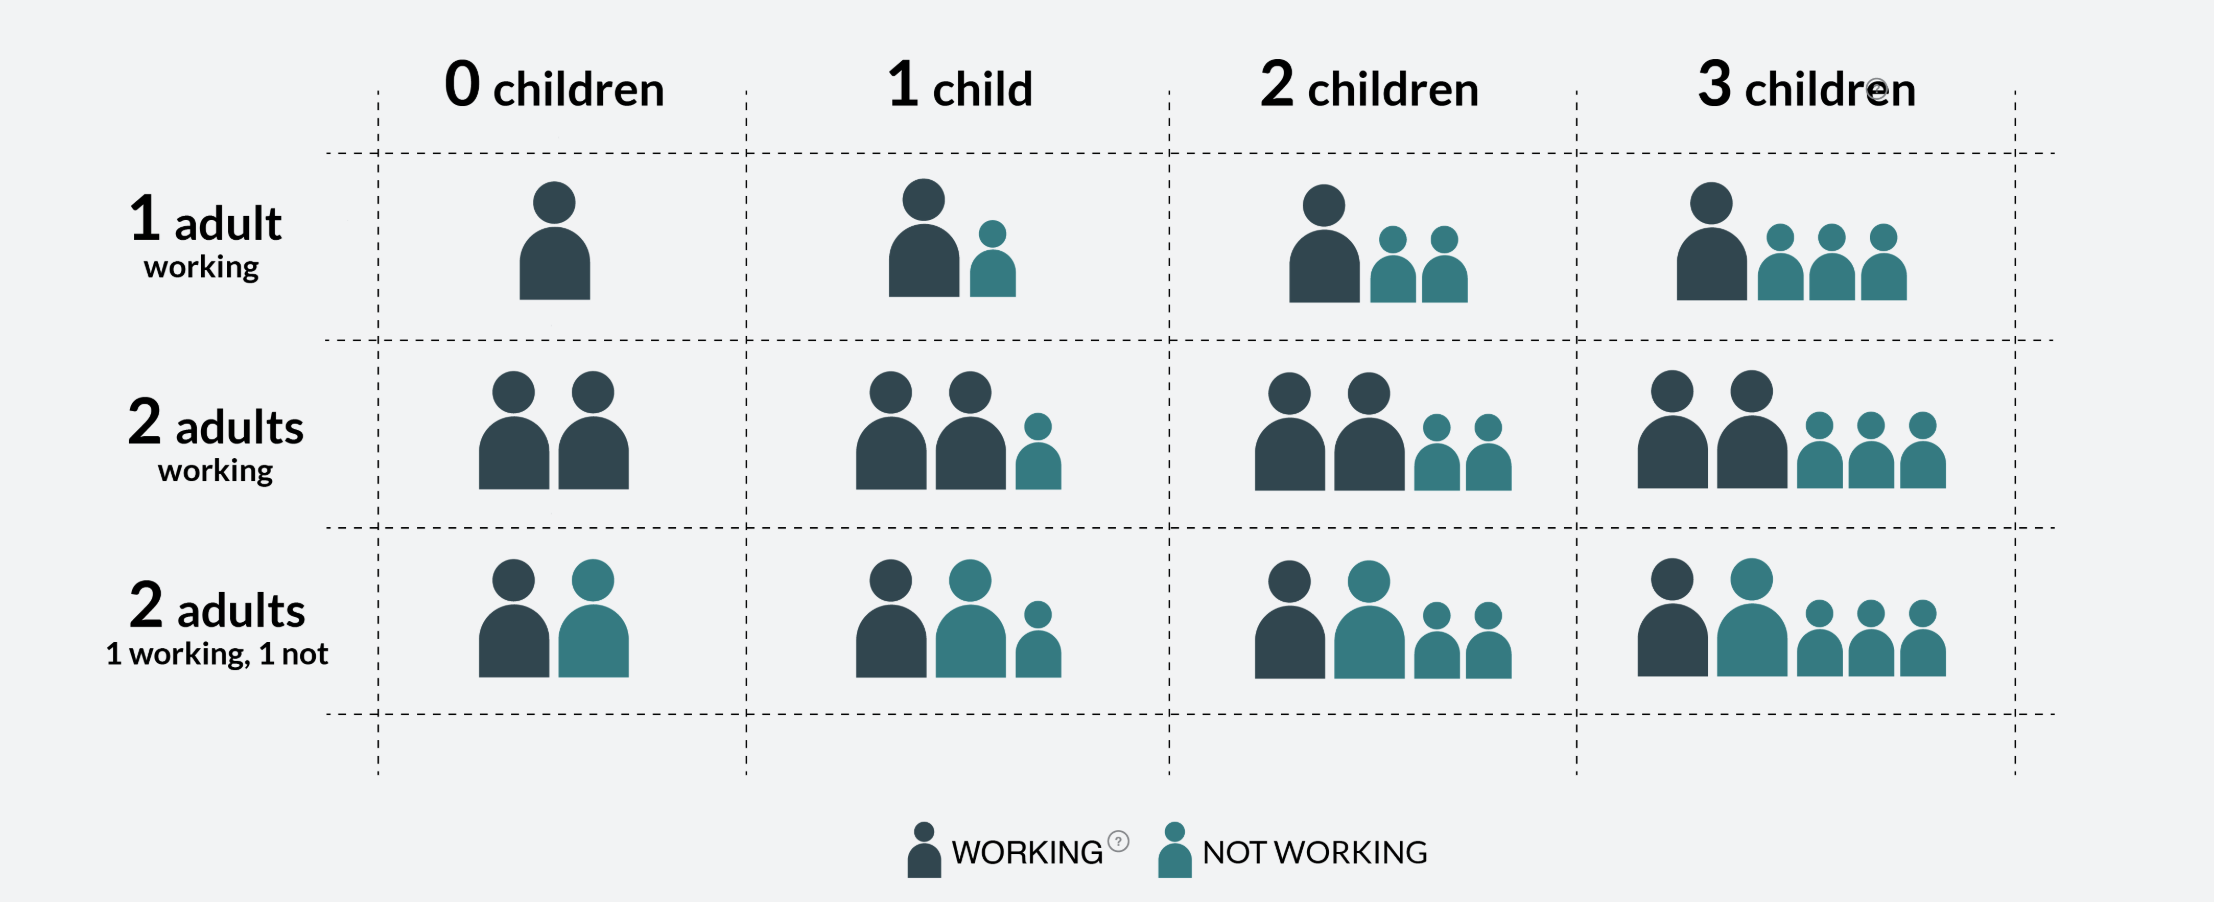 0 children
1 child
2 children
3 children
1 adult
working
2 adults
working
2 adults
1 working, 1 not
WORKING ?
NOT WORKING